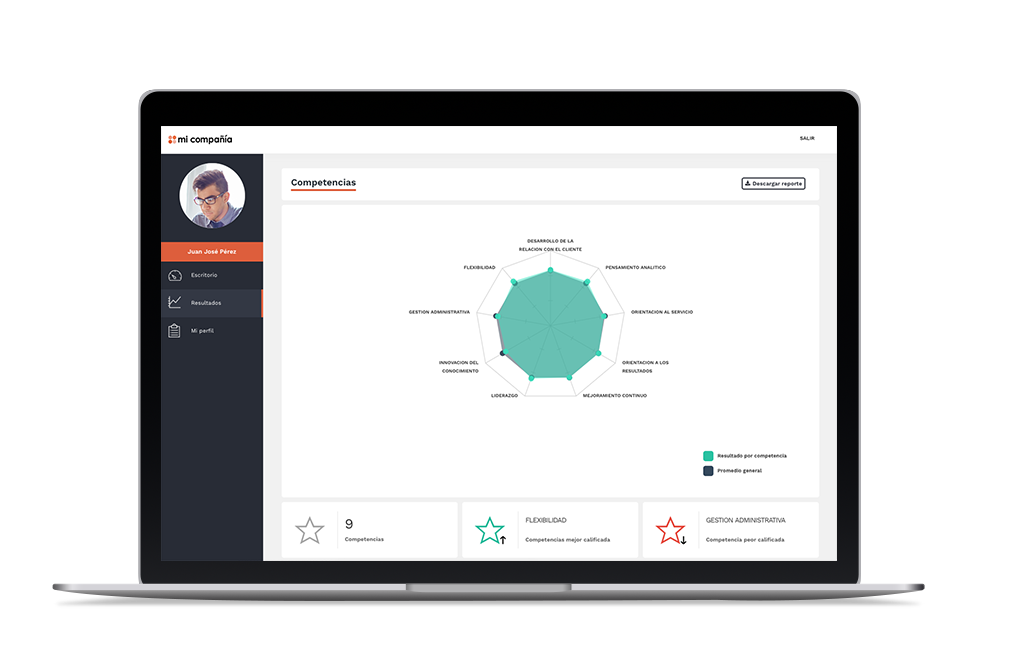 mi compañía
SALIR
Juan José Pérez
Escritorio
Resultados
Mi perfil
Competencias
Descargar reporte
DESARROLLO DE LA
RELACION CON EL CLIENTE
FLEXIBILIDAD
PENSAMIENTO ANALITICO
GESTION ADMINISTRATIVA
ORIENTACION AL SERVICIO
INNOVACION DEL
CONOCIMIENTO
ORIENTACION A LOS
RESULTADOS
LIDERAZGO
MEJORAMIENTO CONTINUO
Resultado por competencia
Promedio general
9
Competencias
FLEXIBILIDAD
Competencias mejor calificada
GESTION ADMINISTRATIVA
Competencia peor calificada